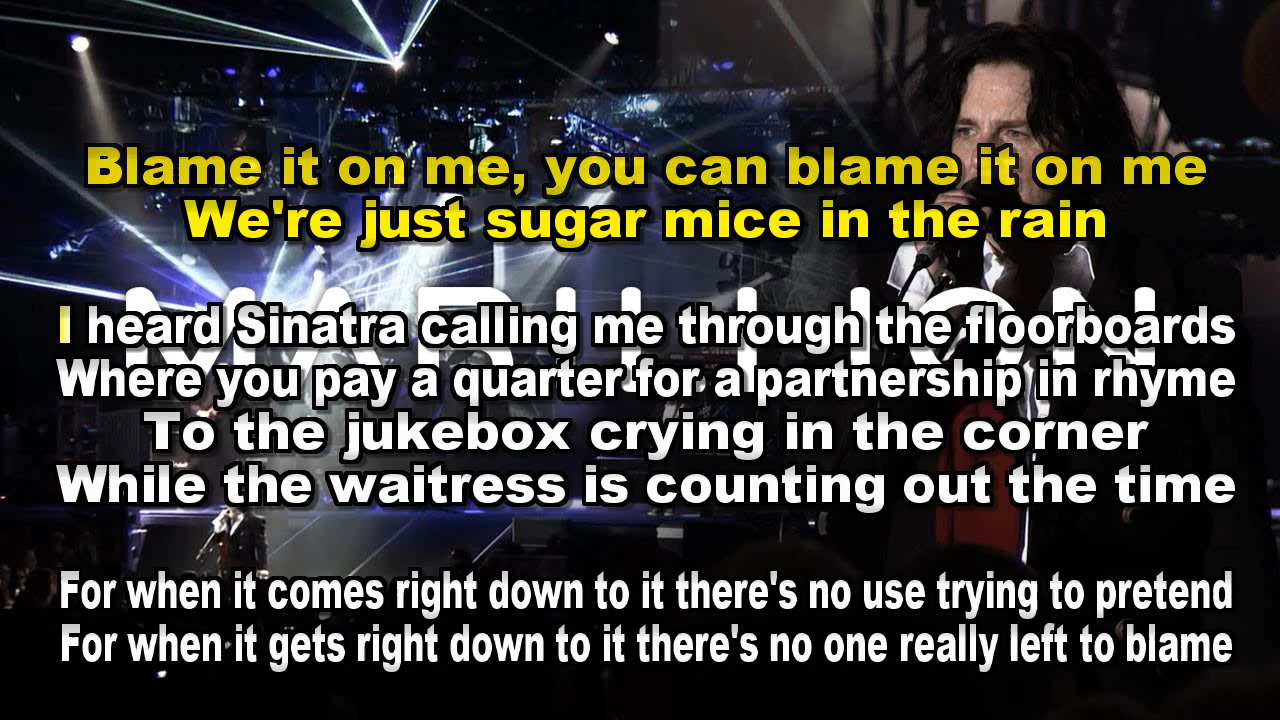 Blame it on me, you can blame it on me
We're just sugar mice in the rain
MARILLION
I heard Sinatra calling me through the floorboards
Where you pay a quarter for a partnership in rhyme
To the jukebox crying in the corner
While the waitress is counting out the time
For when it comes right down to it there's no use trying to pretend
For when it gets right down to it there's no one really left to blame